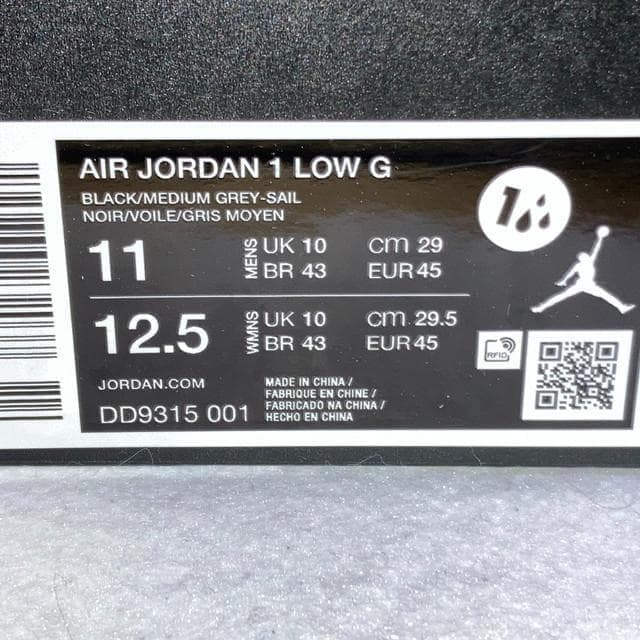 AIR JORDAN 1 LOW G
BLACK/MEDIUM GREY-SAIL
NOIR/VOILE/GRIS MOYEN
11 MENS UK 10 cm 29
BR 43 EUR 45
12.5 WMNS UK 10 cm 29.5
BR 43 EUR 45
RFID
JORDAN.COM
DD9315 001
MADE IN CHINA /
FABRIQUE EN CHINE /
FABRICADO NA CHINA /
HECHO EN CHINA
1